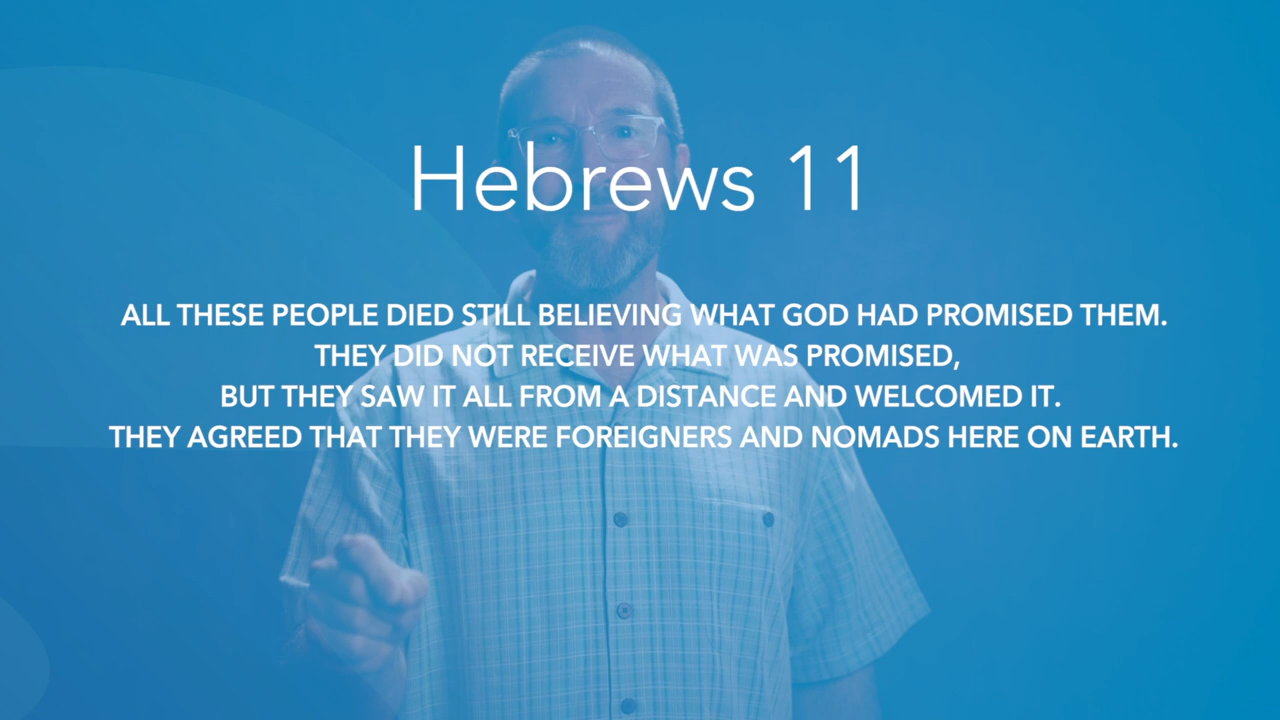 Hebrews 11
ALL THESE PEOPLE DIED STILL BELIEVING WHAT GOD HAD PROMISED THEM.
THEY DID NOT RECEIVE WHAT WAS PROMISED,
BUT THEY SAW IT ALL FROM A DISTANCE AND WELCOMED IT.
THEY AGREED THAT THEY WERE FOREIGNERS AND NOMADS HERE ON EARTH.